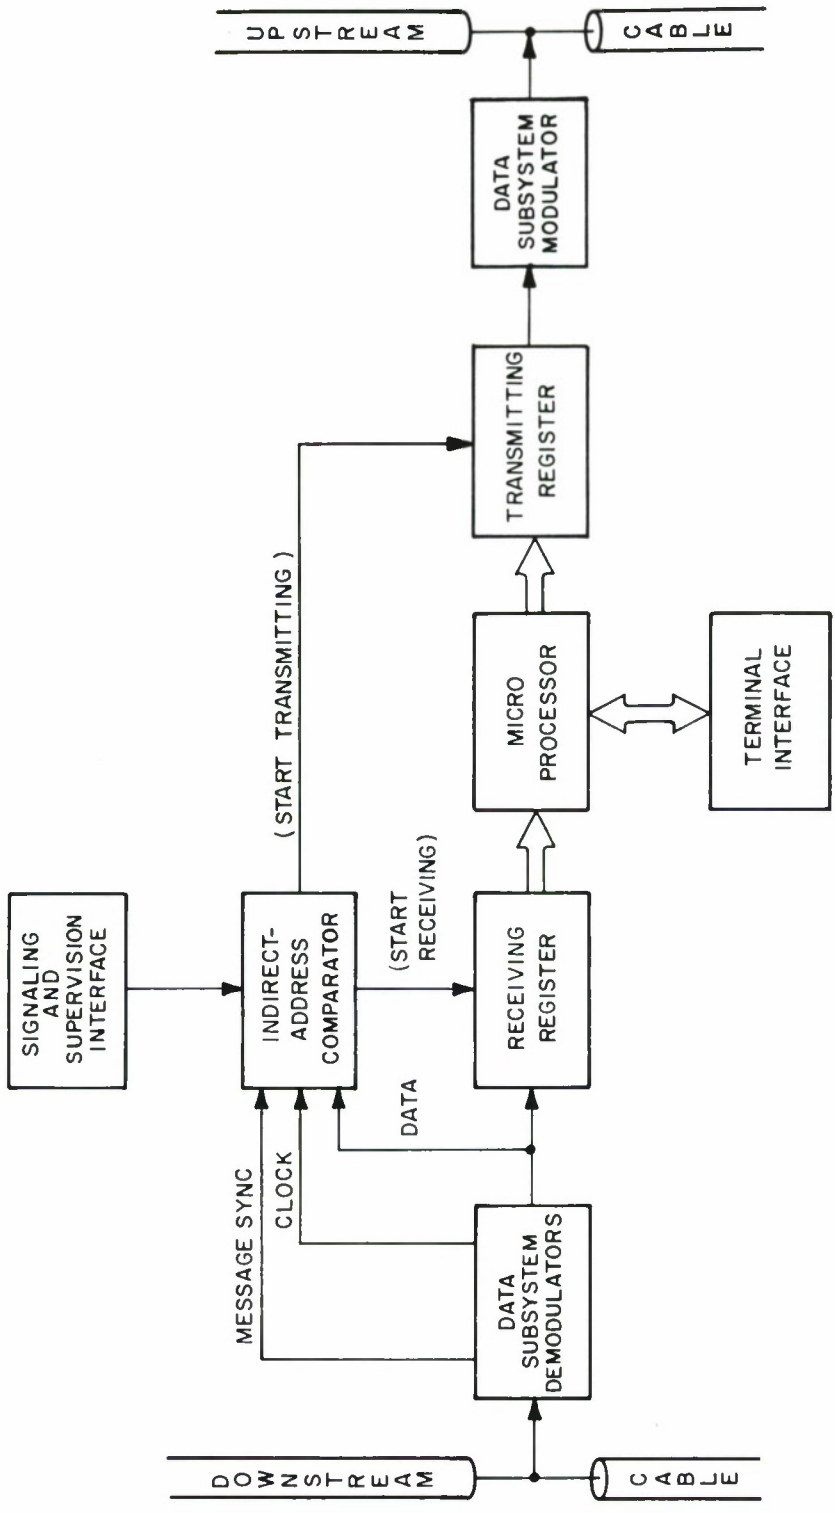 SIGNALING
AND
SUPERVISION
INTERFACE
MESSAGE SYNC
CLOCK
DATA
INDIRECT-
ADDRESS
COMPARATOR
(START TRANSMITTING)
(START
RECEIVING)
DOWNSTREAM
CABLE
DATA
SUBSYSTEM
DEMODULATORS
RECEIVING
REGISTER
MICRO
PROCESSOR
TRANSMITTING
REGISTER
DATA
SUBSYSTEM
MODULATOR
UPSTREAM
CABLE
TERMINAL
INTERFACE